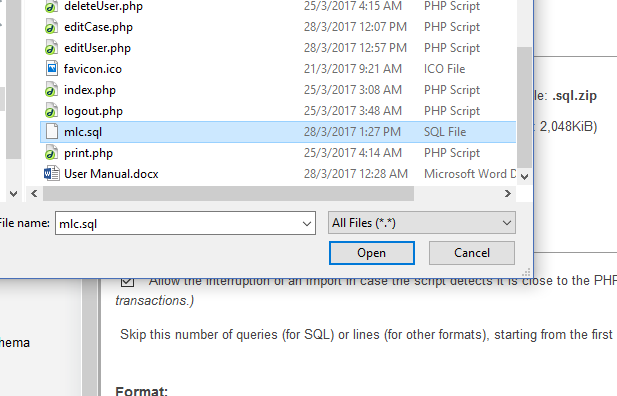 deleteUser.php 25/3/2017 4:15 AM PHP Script
editCase.php 28/3/2017 12:07 PM PHP Script
editUser.php 28/3/2017 12:57 PM PHP Script
favicon.ico 21/3/2017 9:21 AM ICO File
index.php 25/3/2017 3:08 AM PHP Script
logout.php 25/3/2017 3:48 AM PHP Script
mlc.sql 28/3/2017 1:27 PM SQL File
print.php 25/3/2017 4:14 AM PHP Script
User Manual.docx 28/3/2017 12:28 AM Microsoft Word D
File name: mlc.sql All Files (*.*)
Open Cancel
le: .sql.zip
: 2,048KiB)
Allow the interruption of an import in case the script detects it is close to the PHP
transactions.)
Skip this number of queries (for SQL) or lines (for other formats), starting from the first
hema
Format: